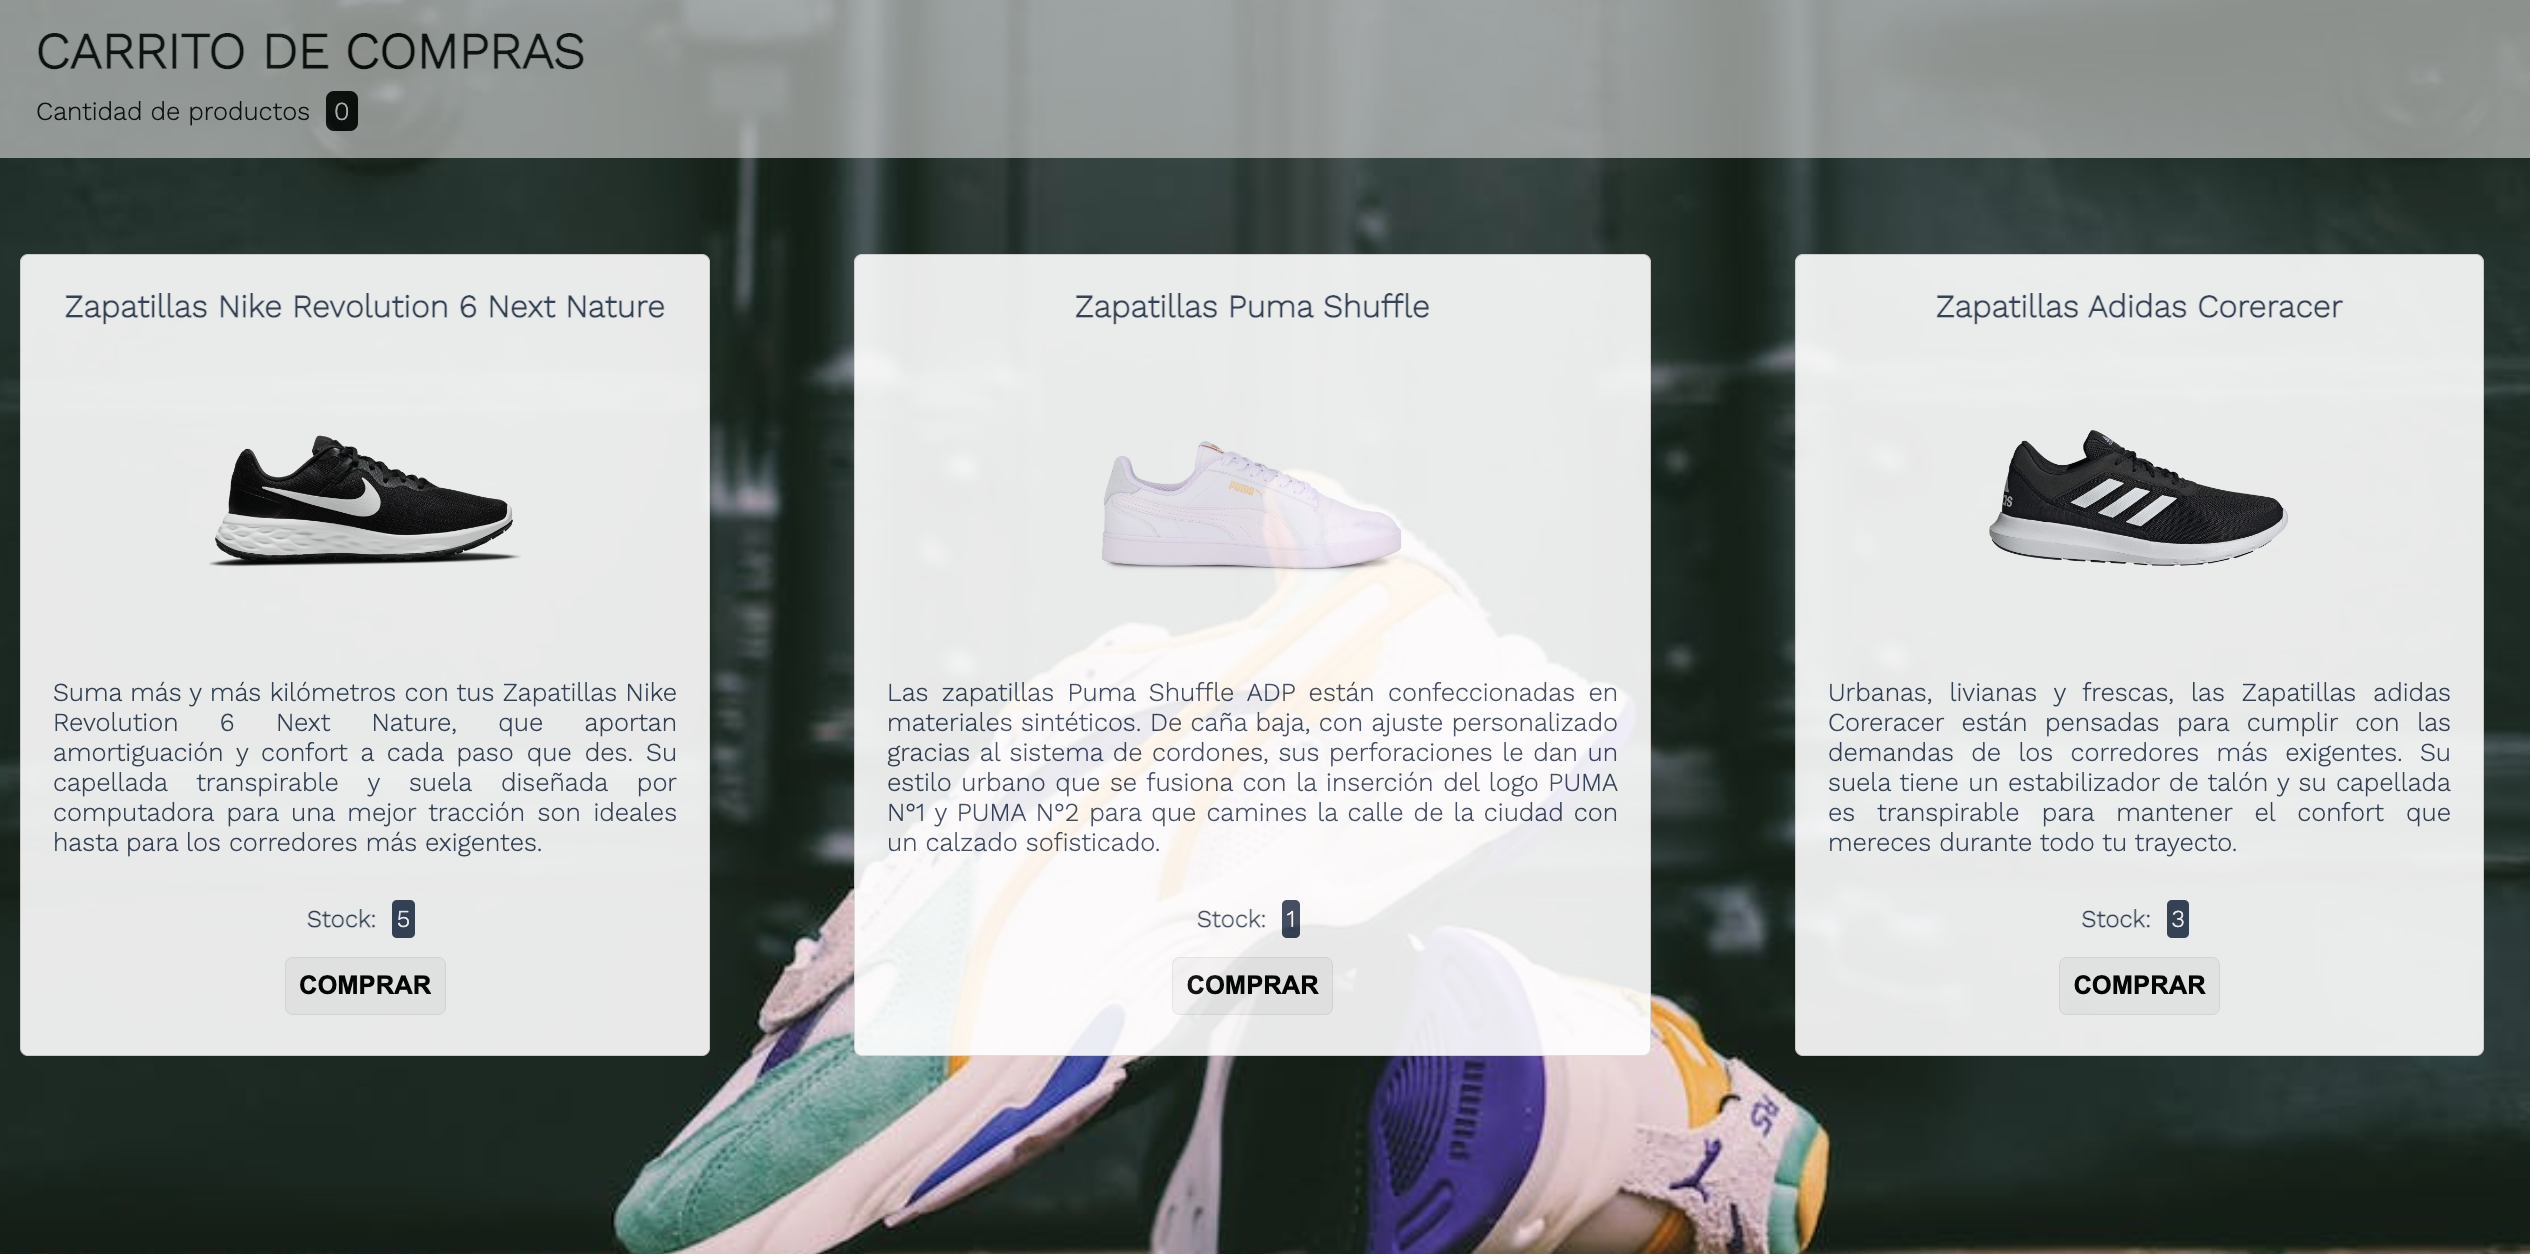 CARRITO DE COMPRAS
Cantidad de productos 0
Zapatillas Nike Revolution 6 Next Nature
Suma más y más kilómetros con tus Zapatillas Nike
Revolution 6 Next Nature, que aportan
amortiguación y confort a cada paso que des. Su
capellada transpirable y suela diseñada por
computadora para una mejor tracción son ideales
hasta para los corredores más exigentes.
Stock: 5
COMPRAR
Zapatillas Puma Shuffle
PUMA
Las zapatillas Puma Shuffle ADP están confeccionadas en
materiales sintéticos. De caña baja, con ajuste personalizado
gracias al sistema de cordones, sus perforaciones le dan un
estilo urbano que se fusiona con la inserción del logo PUMA
N°1 y PUMA N°2 para que camines la calle de la ciudad con
un calzado sofisticado.
Stock: 1
COMPRAR
Zapatillas Adidas Coreracer
Urbanas, livianas y frescas, las Zapatillas adidas
Coreracer están pensadas para cumplir con las
demandas de los corredores más exigentes. Su
suela tiene un estabilizador de talón y su capellada
es transpirable para mantener el confort que
mereces durante todo tu trayecto.
Stock: 3
COMPRAR
puma
RS